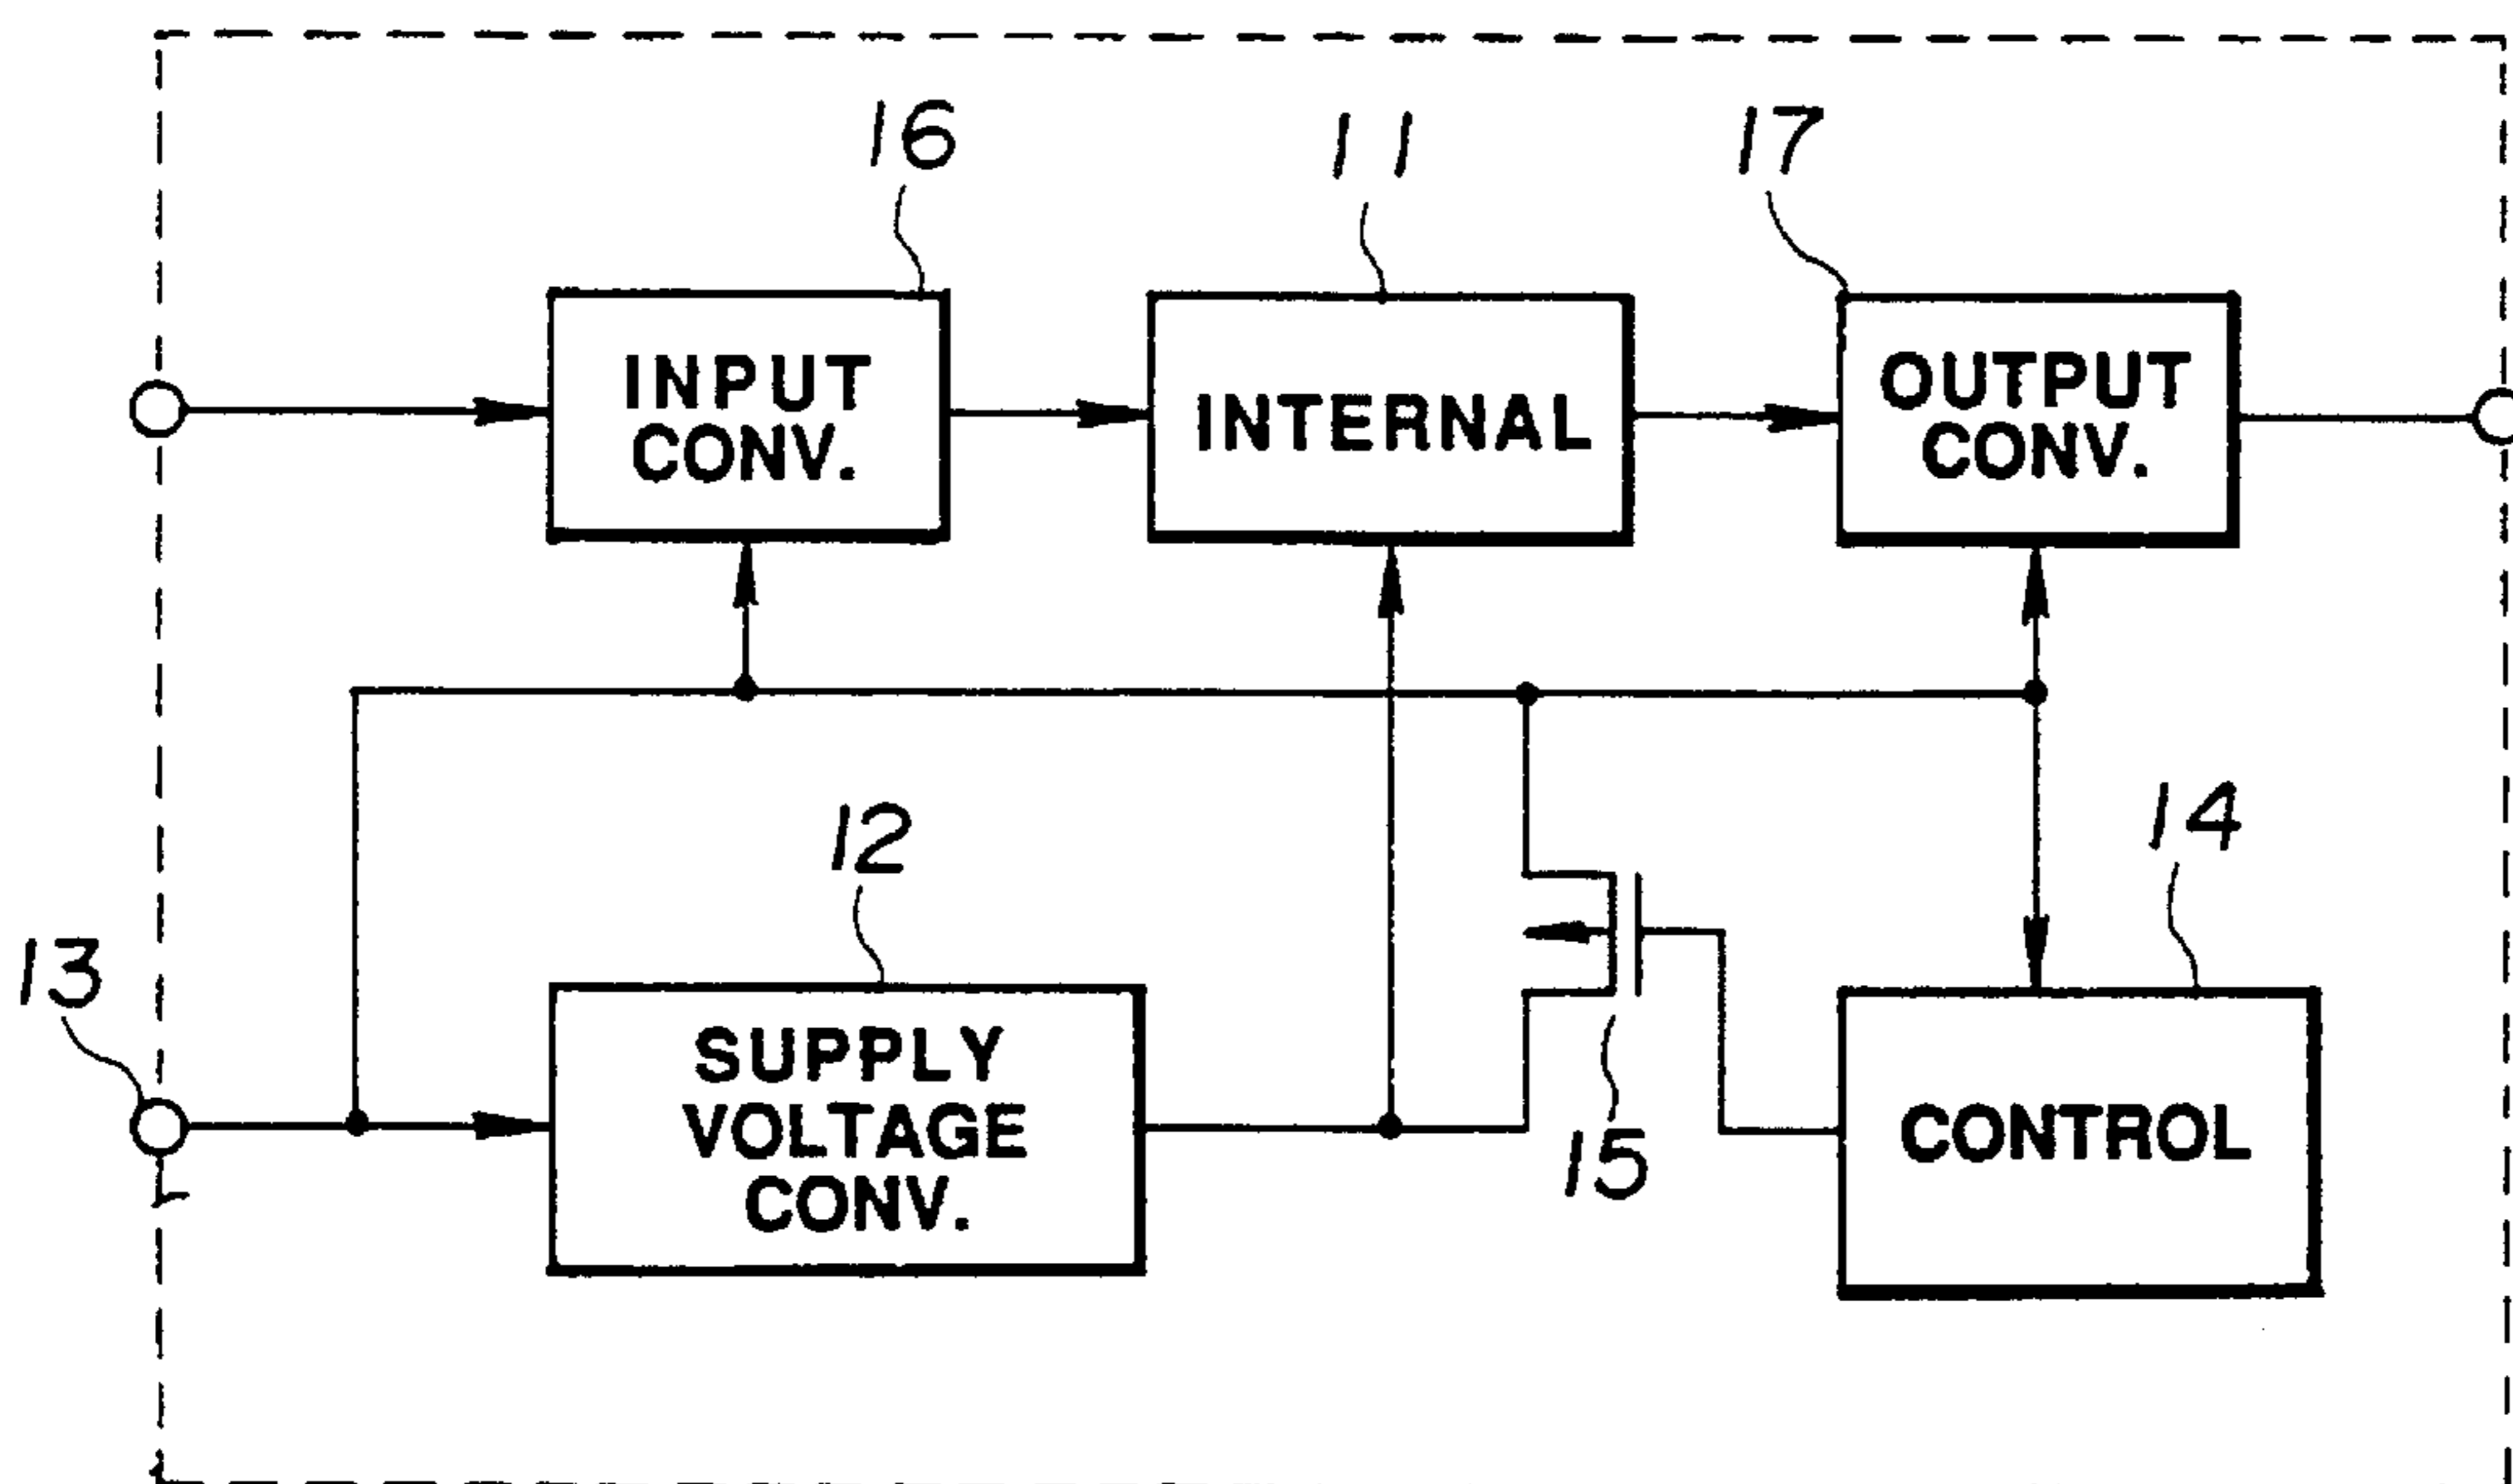 16
11
17
INPUT
CONV.
INTERNAL
OUTPUT
CONV.
12
14
13
SUPPLY
VOLTAGE
CONV.
15
CONTROL